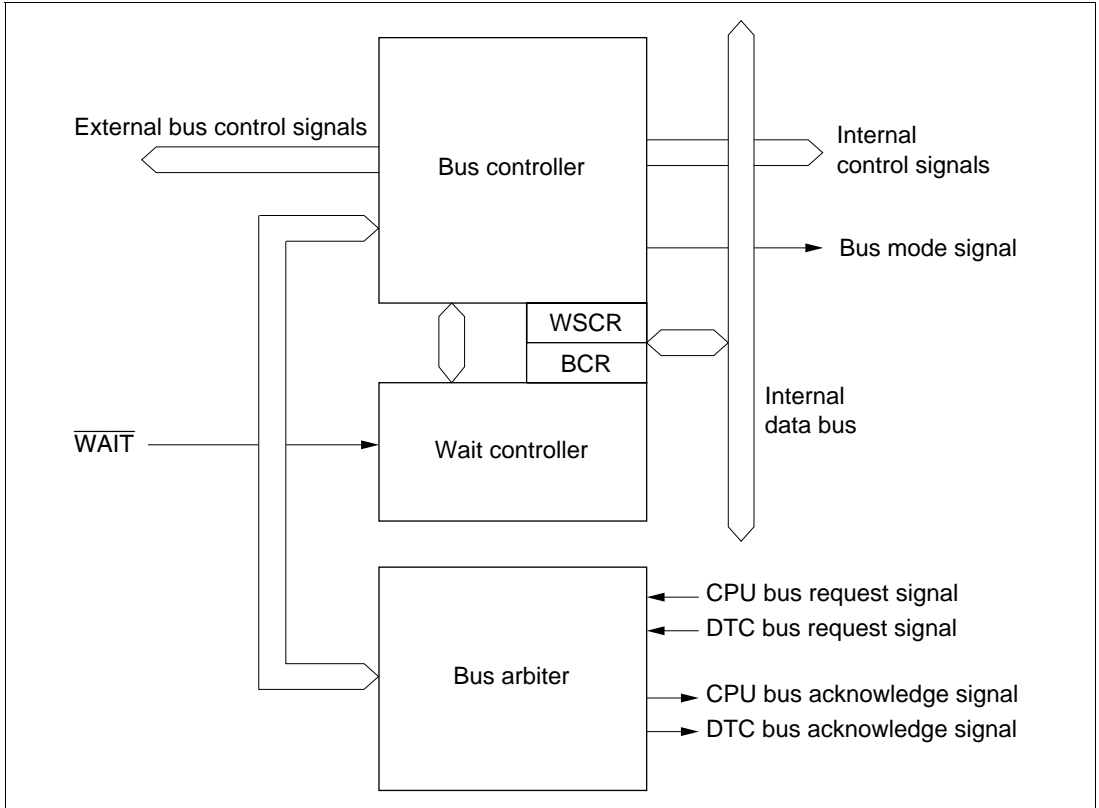 External bus control signals
Bus controller
Internal
control signals
Bus mode signal
WSCR
BCR
Internal
data bus
W̅A̅I̅T̅
Wait controller
CPU bus request signal
DTC bus request signal
Bus arbiter
CPU bus acknowledge signal
DTC bus acknowledge signal